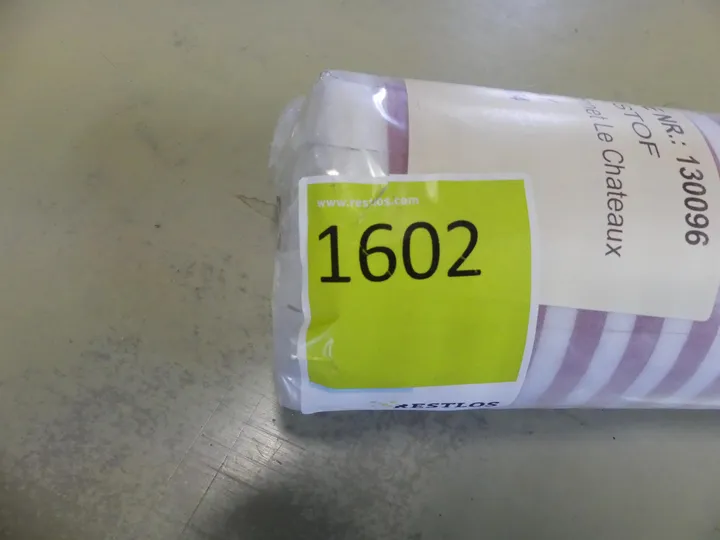 www.restlos.com
1602
RESTLOS
NR.: 130096
STOF
Le Chateaux